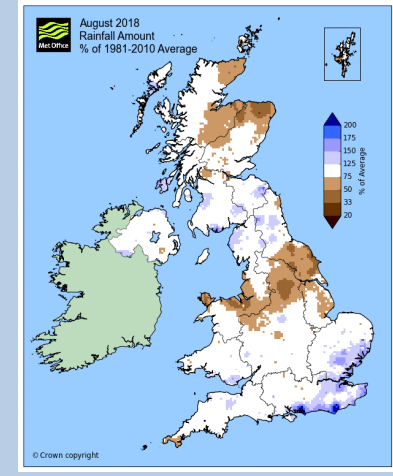 Met Office
August 2018
Rainfall Amount
% of 1981-2010 Average
200
175
150
125
75
50
33
20
% of Average
© Crown copyright